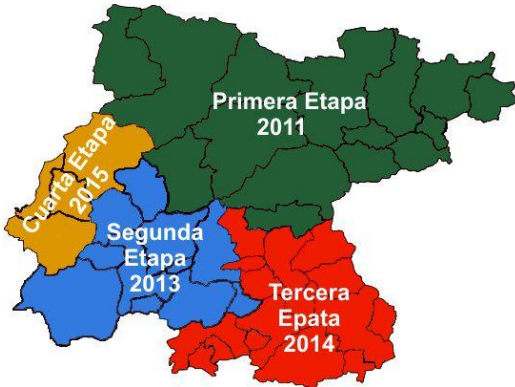 Primera Etapa
2011
Cuarta Etapa
2015
Segunda
Etapa
2013
Tercera
Epata
2014